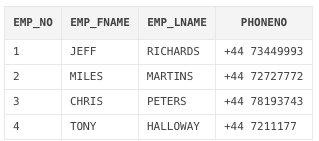 EMP_NO EMP_FNAME EMP_LNAME PHONENO
1 JEFF RICHARDS +44 73449993
2 MILES MARTINS +44 72727772
3 CHRIS PETERS +44 78193743
4 TONY HALLOWAY +44 7211177